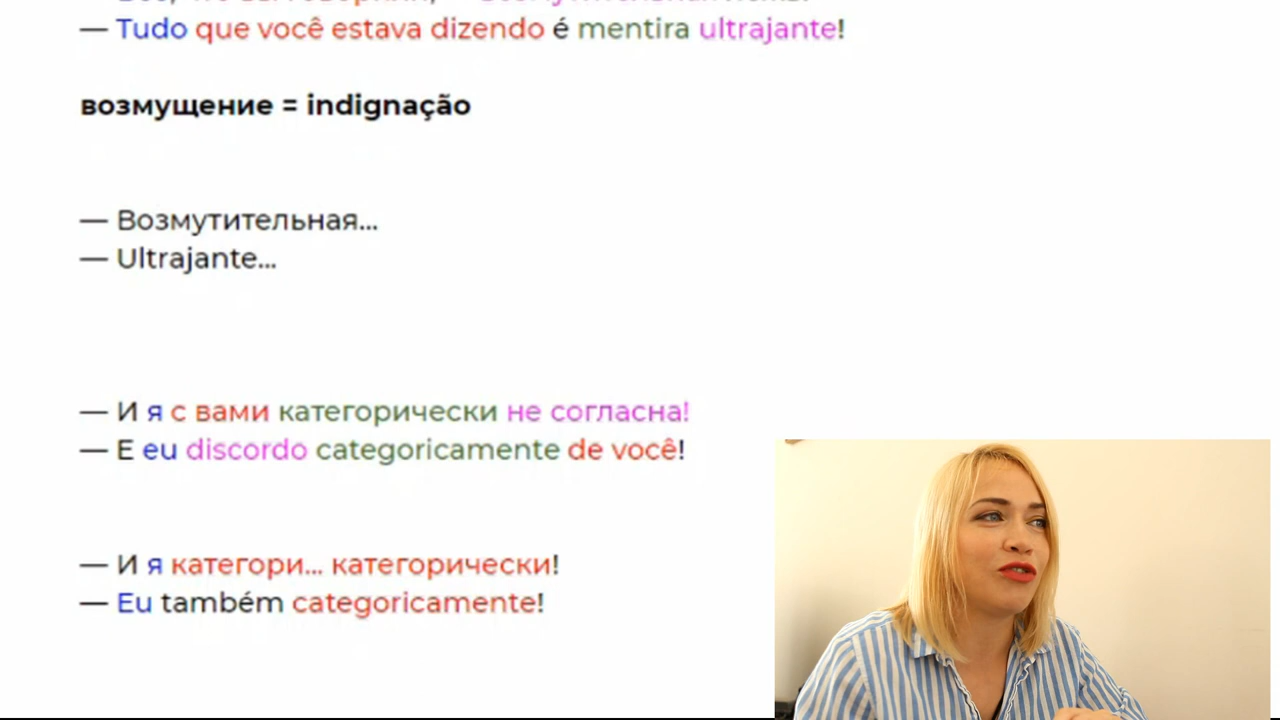 — Tudo que você estava dizendo é mentira ultrajante!
возмущение = indignação
— Возмутительная...
— Ultrajante...
— И я с вами категорически не согласна!
— E eu discordo categoricamente de você!
— И я категори... категорически!
— Eu também categoricamente!